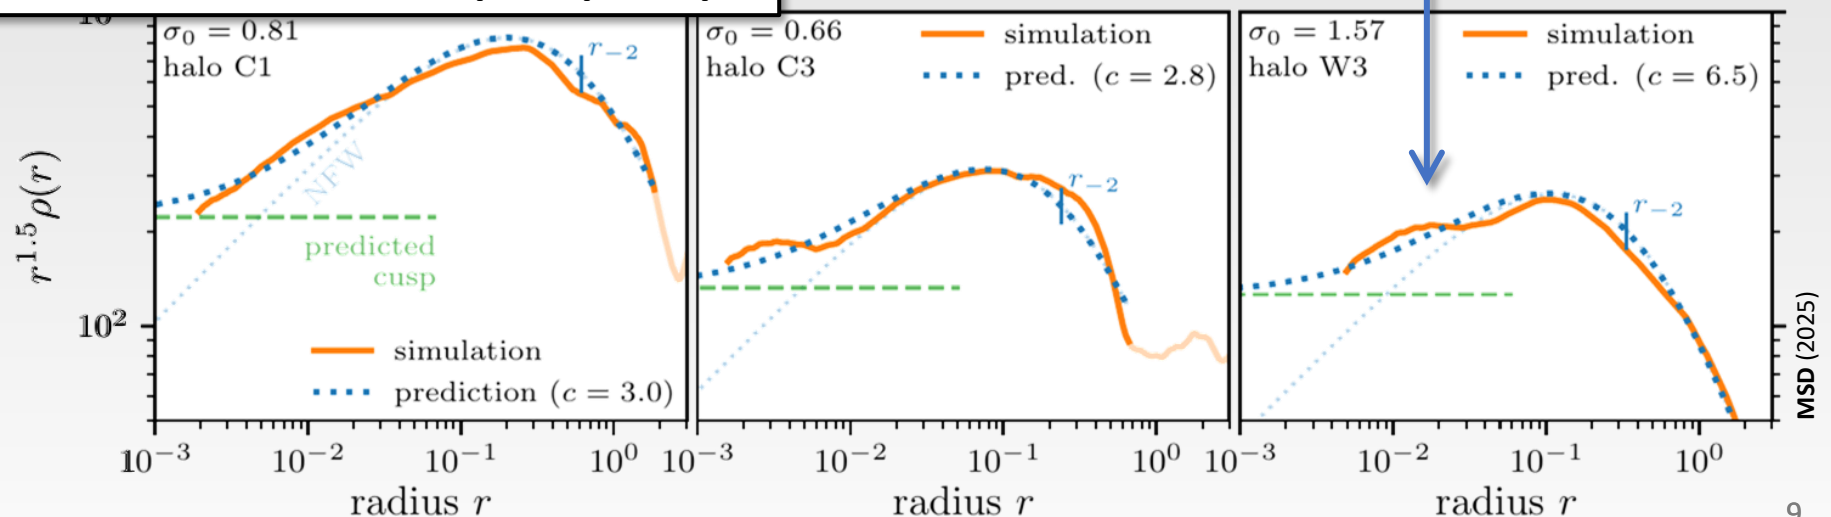 σ₀ = 0.81
halo C1
r₋₂
NFW
predicted
cusp
simulation
prediction (c = 3.0)
σ₀ = 0.66
halo C3
simulation
pred. (c = 2.8)
r₋₂
σ₀ = 1.57
halo W3
simulation
pred. (c = 6.5)
r₋₂
r¹·⁵ρ(r)
10²
10⁻³ 10⁻² 10⁻¹ 10⁰ 10⁻³ 10⁻² 10⁻¹ 10⁰ 10⁻³ 10⁻² 10⁻¹ 10⁰
radius r radius r radius r
MSD (2025)
9